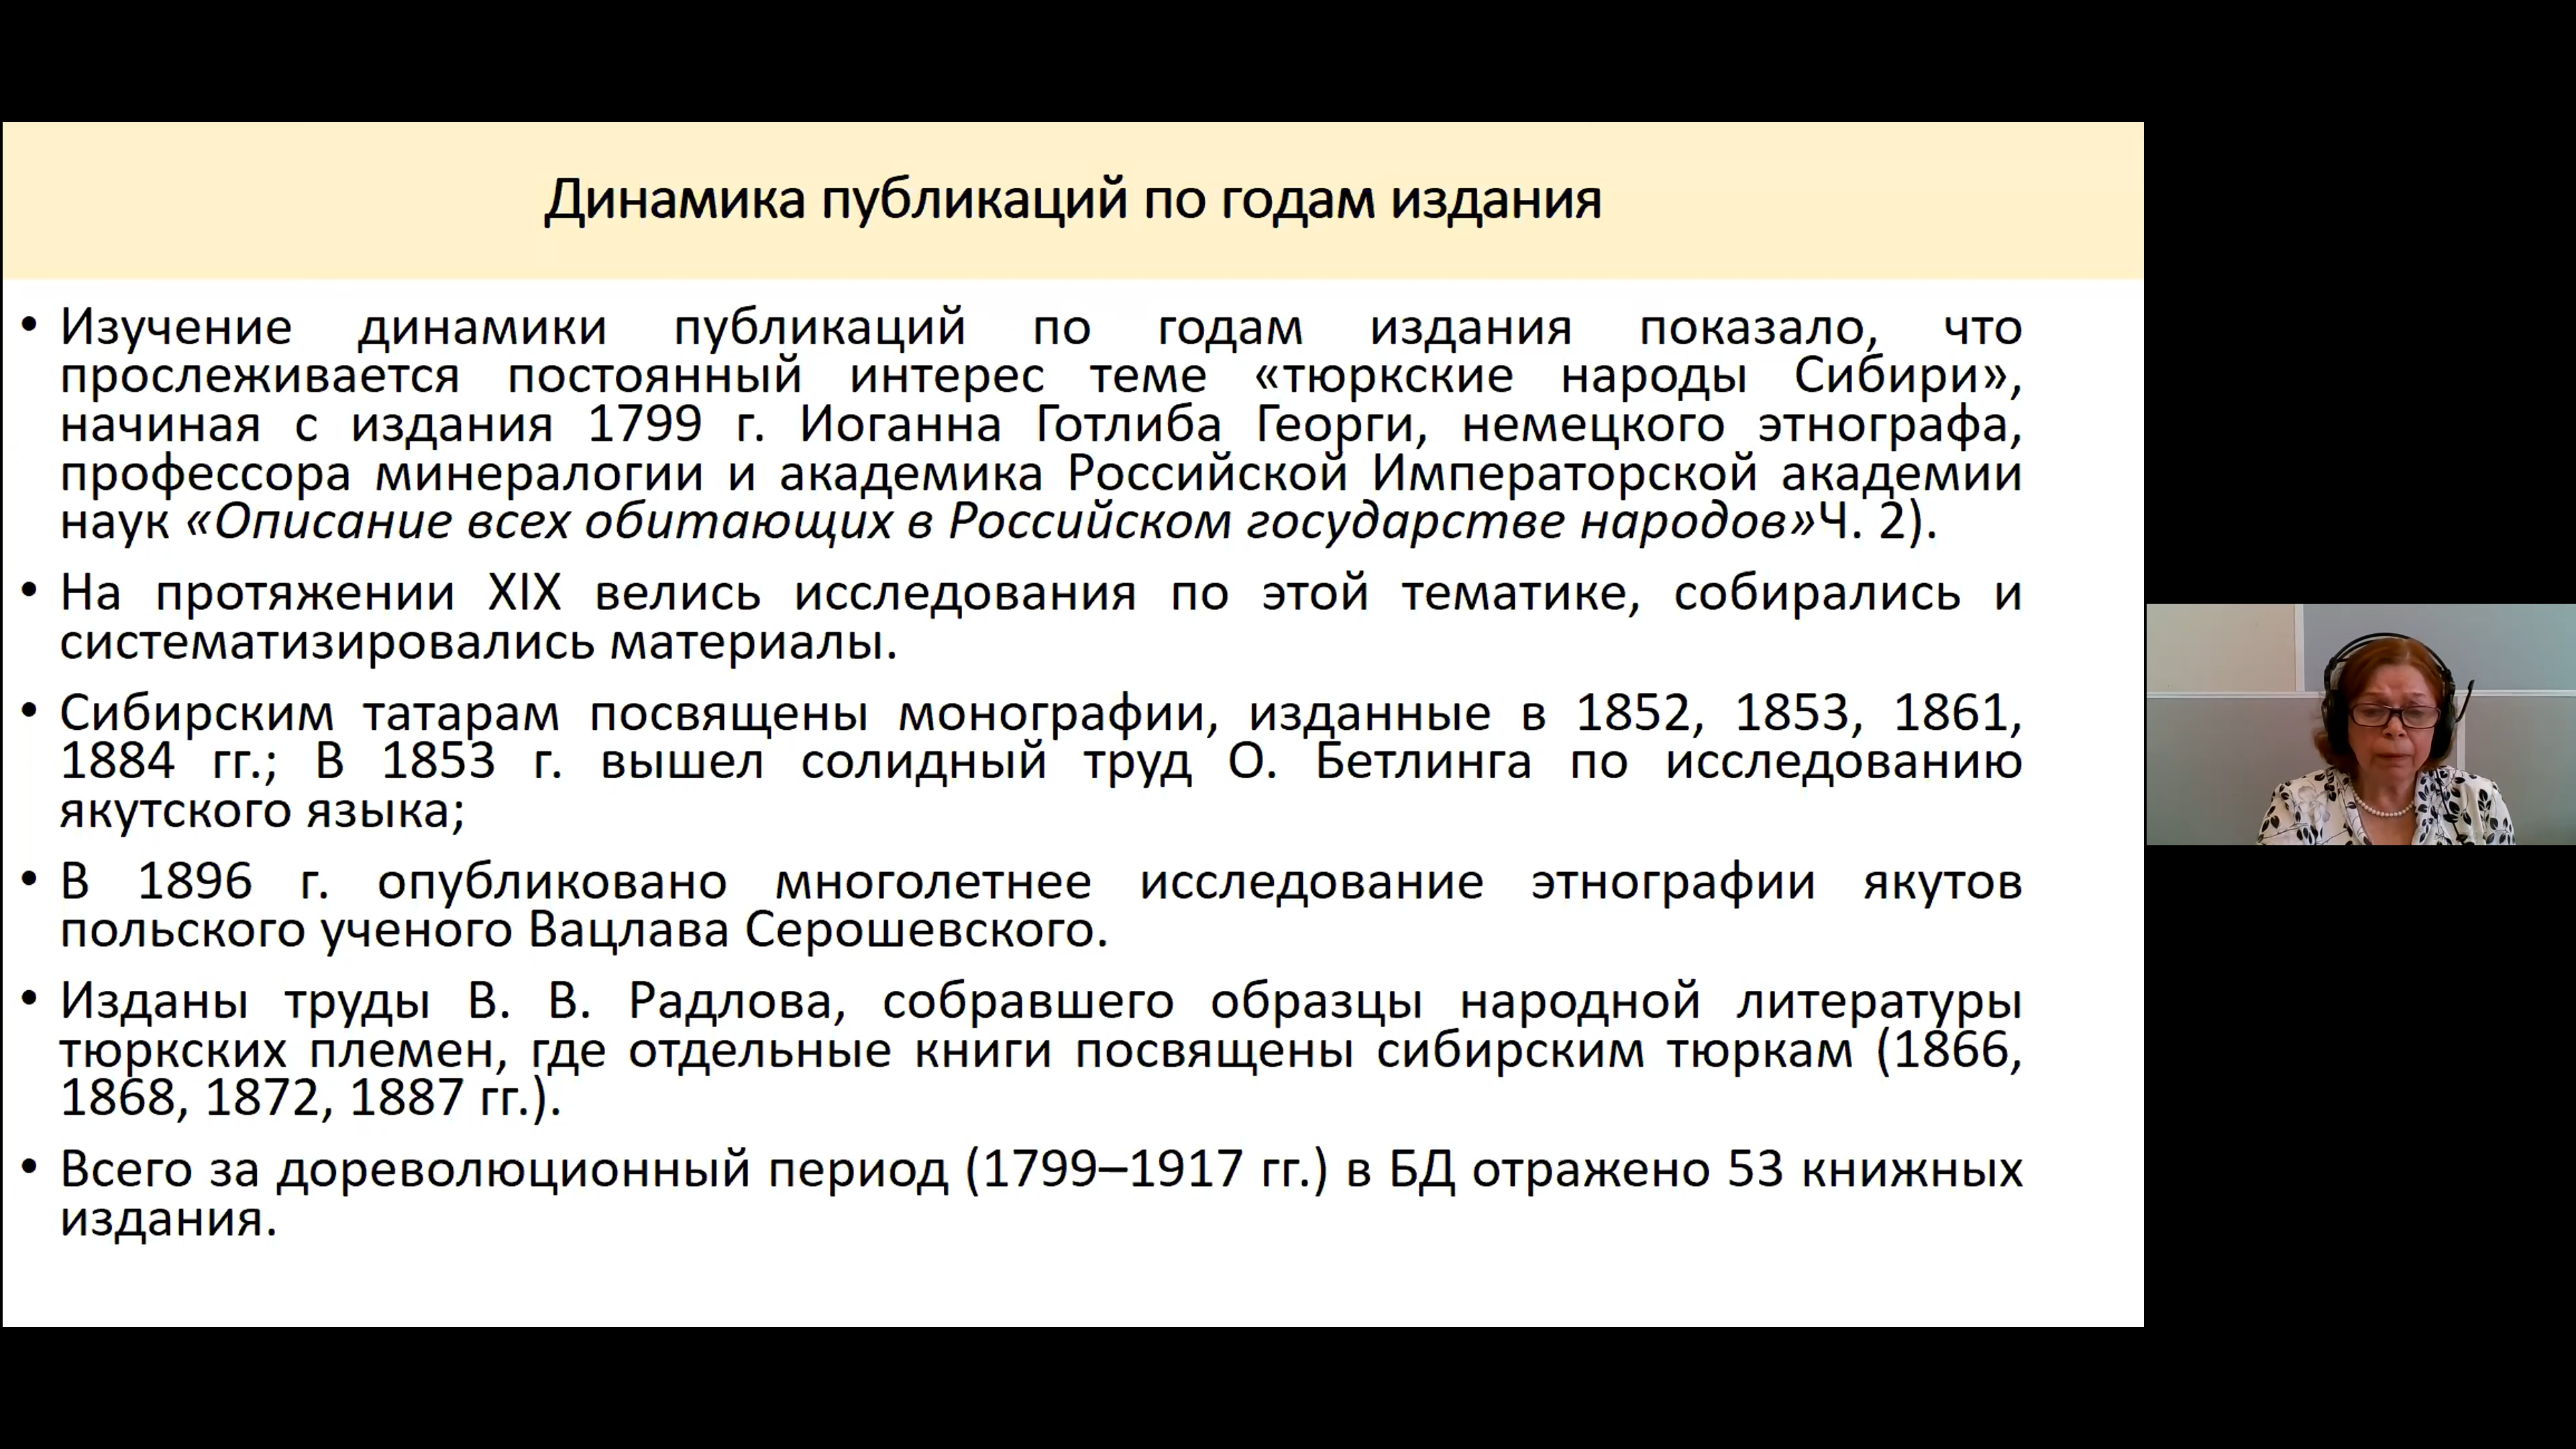 Динамика публикаций по годам издания
• Изучение динамики публикаций по годам издания показало, что
прослеживается постоянный интерес теме «тюркские народы Сибири»,
начиная с издания 1799 г. Иоганна Готлиба Георги, немецкого этнографа,
профессора минералогии и академика Российской Императорской академии
наук «Описание всех обитающих в Российском государстве народов»Ч. 2).
• На протяжении XIX велись исследования по этой тематике, собирались и
систематизировались материалы.
• Сибирским татарам посвящены монографии, изданные в 1852, 1853, 1861,
1884 гг.; В 1853 г. вышел солидный труд О. Бетлинга по исследованию
якутского языка;
• В 1896 г. опубликовано многолетнее исследование этнографии якутов
польского ученого Вацлава Серошевского.
• Изданы труды В. В. Радлова, собравшего образцы народной литературы
тюркских племен, где отдельные книги посвящены сибирским тюркам (1866,
1868, 1872, 1887 гг.).
• Всего за дореволюционный период (1799–1917 гг.) в БД отражено 53 книжных
издания.